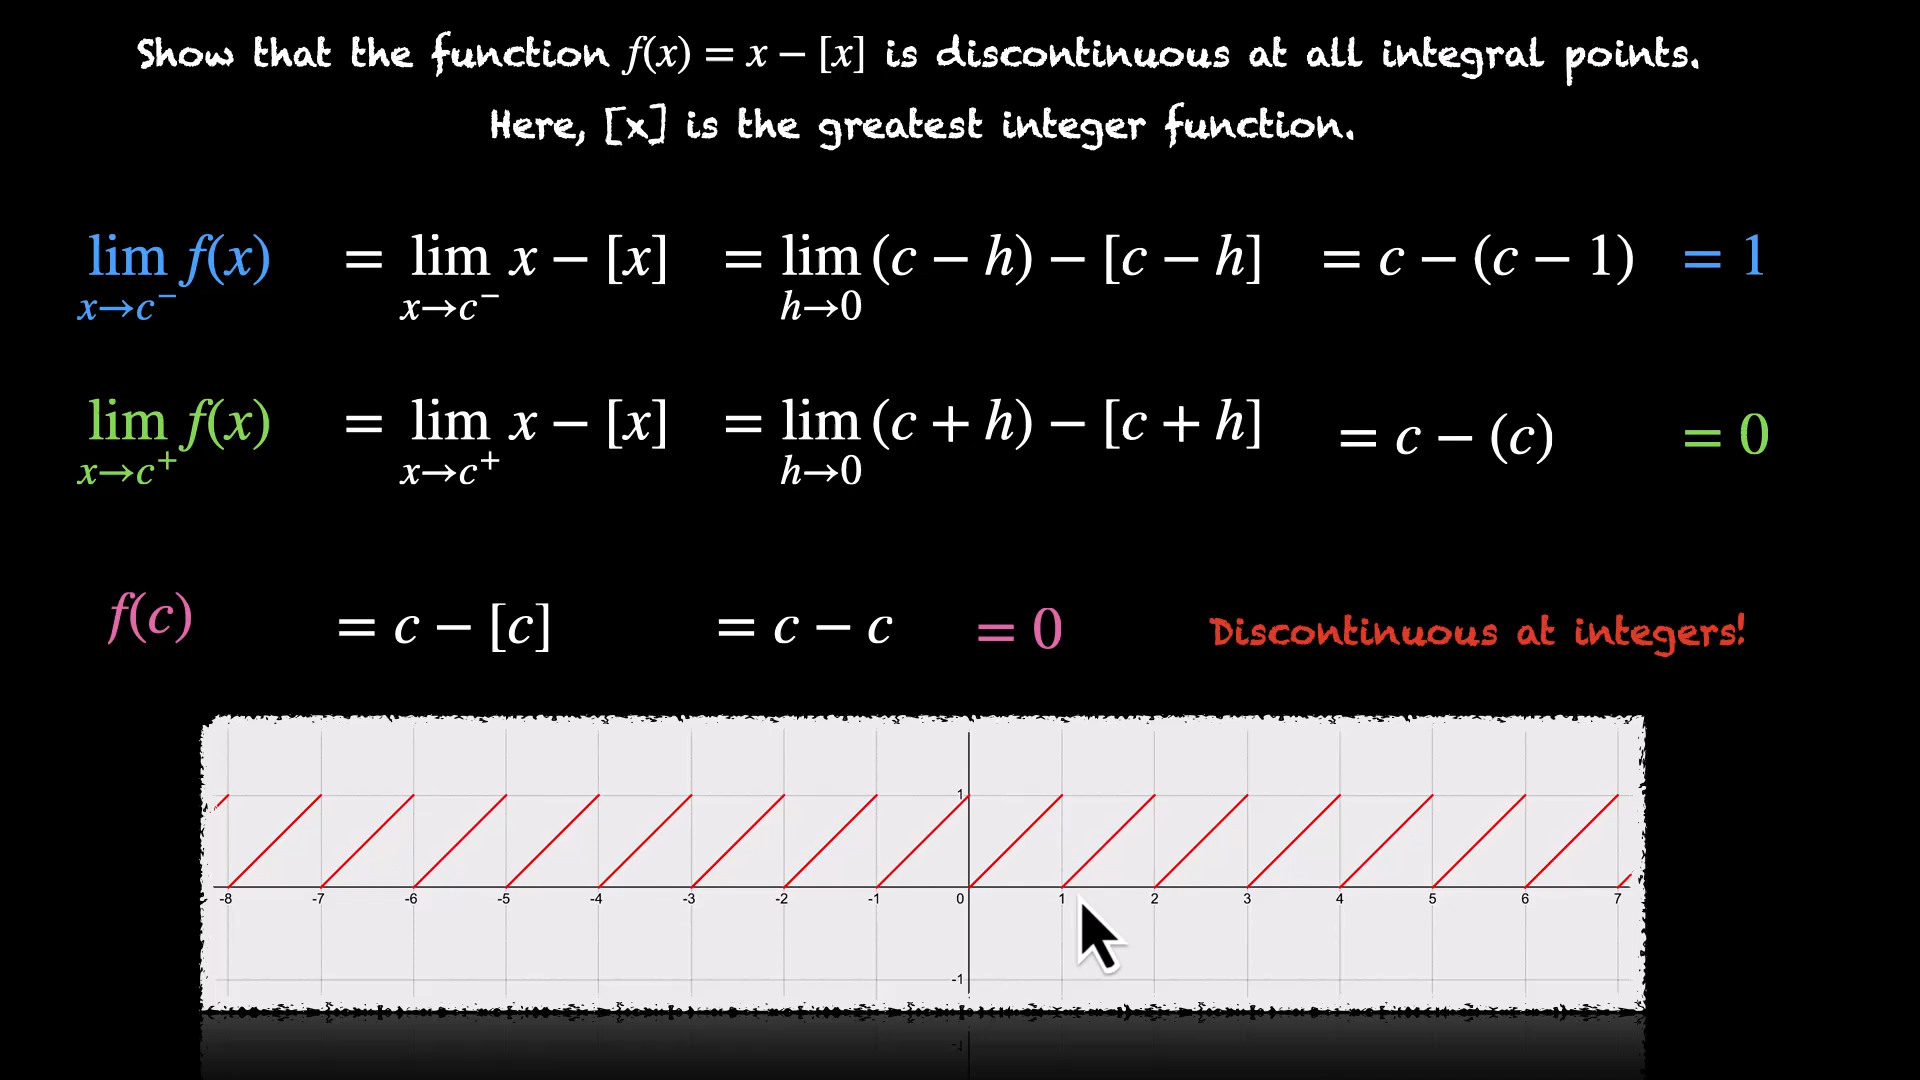 Show that the function f(x) = x − [x] is discontinuous at all integral points.
Here, [x] is the greatest integer function.
lim x→c⁻ f(x) = lim x→c⁻ x − [x] = lim h→0 (c − h) − [c − h] = c − (c − 1) = 1
lim x→c⁺ f(x) = lim x→c⁺ x − [x] = lim h→0 (c + h) − [c + h] = c − (c) = 0
f(c) = c − [c] = c − c = 0 Discontinuous at integers!
1
-8 -7 -6 -5 -4 -3 -2 -1 0 1 2 3 4 5 6 7
-1